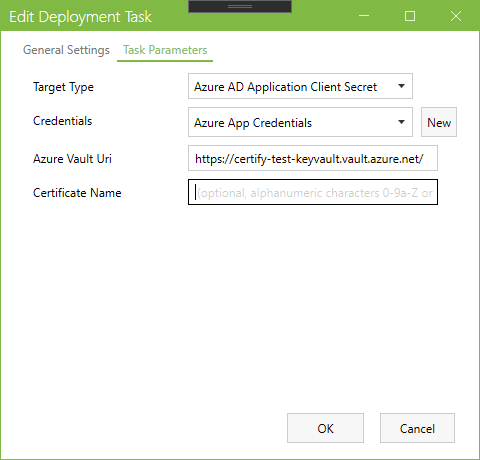 Edit Deployment Task
General Settings Task Parameters
Target Type Azure AD Application Client Secret
Credentials Azure App Credentials New
Azure Vault Uri https://certify-test-keyvault.vault.azure.net/
Certificate Name (optional, alphanumeric characters 0-9a-Z or
OK Cancel